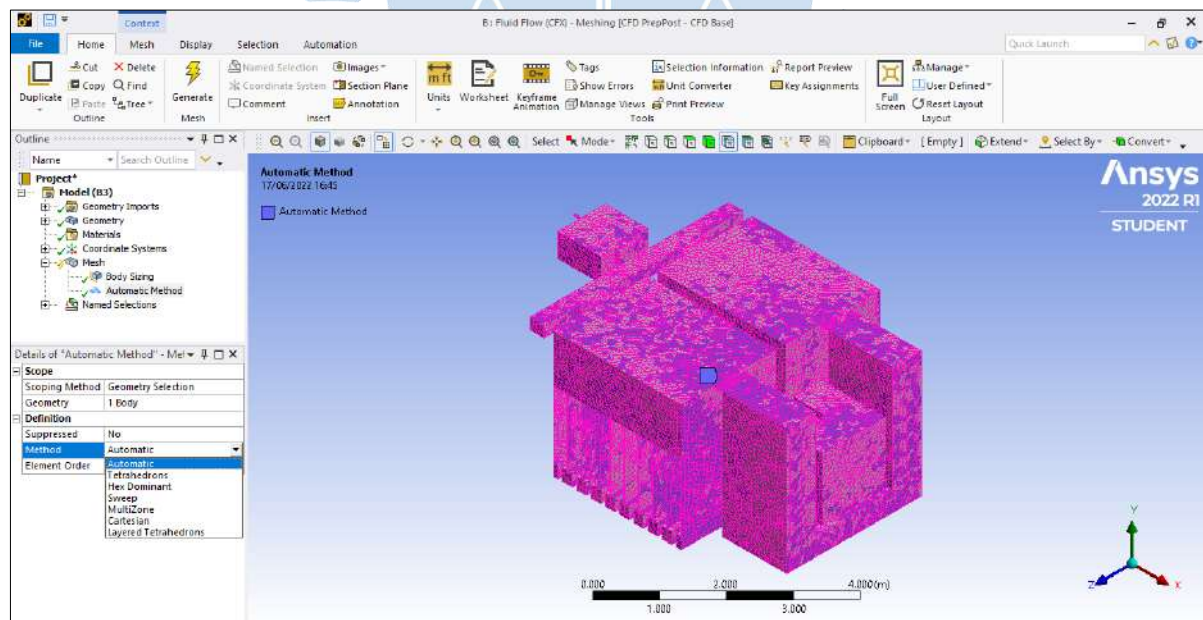 Context
B: Fluid Flow (CFX) - Meshing [CFD PrepPost - CFD Base]
File Home Mesh Display Selection Automation
Quick Launch
Duplicate
Cut
Copy
Paste
Delete
Find
Tree
Outline
Generate
Mesh
Named Selection
Coordinate System
Comment
Images
Section Plane
Annotation
Insert
m ft
Units
Worksheet
Keyframe
Animation
Tags
Show Errors
Manage Views
Selection Information
Unit Converter
Print Preview
Report Preview
Key Assignments
Tools
Full
Screen
Manage
User Defined
Reset Layout
Layout
Outline
Name Search Outline
Project*
Model (B3)
Geometry Imports
Geometry
Materials
Coordinate Systems
Mesh
Body Sizing
Automatic Method
Named Selections
Select Mode Clipboard [Empty] Extend Select By Convert
Automatic Method
17/06/2022 16:45
Automatic Method
Ansys
2022 R1
STUDENT
Details of "Automatic Method" - Me
Scope
Scoping Method Geometry Selection
Geometry 1 Body
Definition
Suppressed No
Method Automatic
Element Order
Automatic
Tetrahedrons
Hex Dominant
Sweep
MultiZone
Cartesian
Layered Tetrahedrons
0.000 2.000 4.000 (m)
1.000 3.000
Y
Z
X